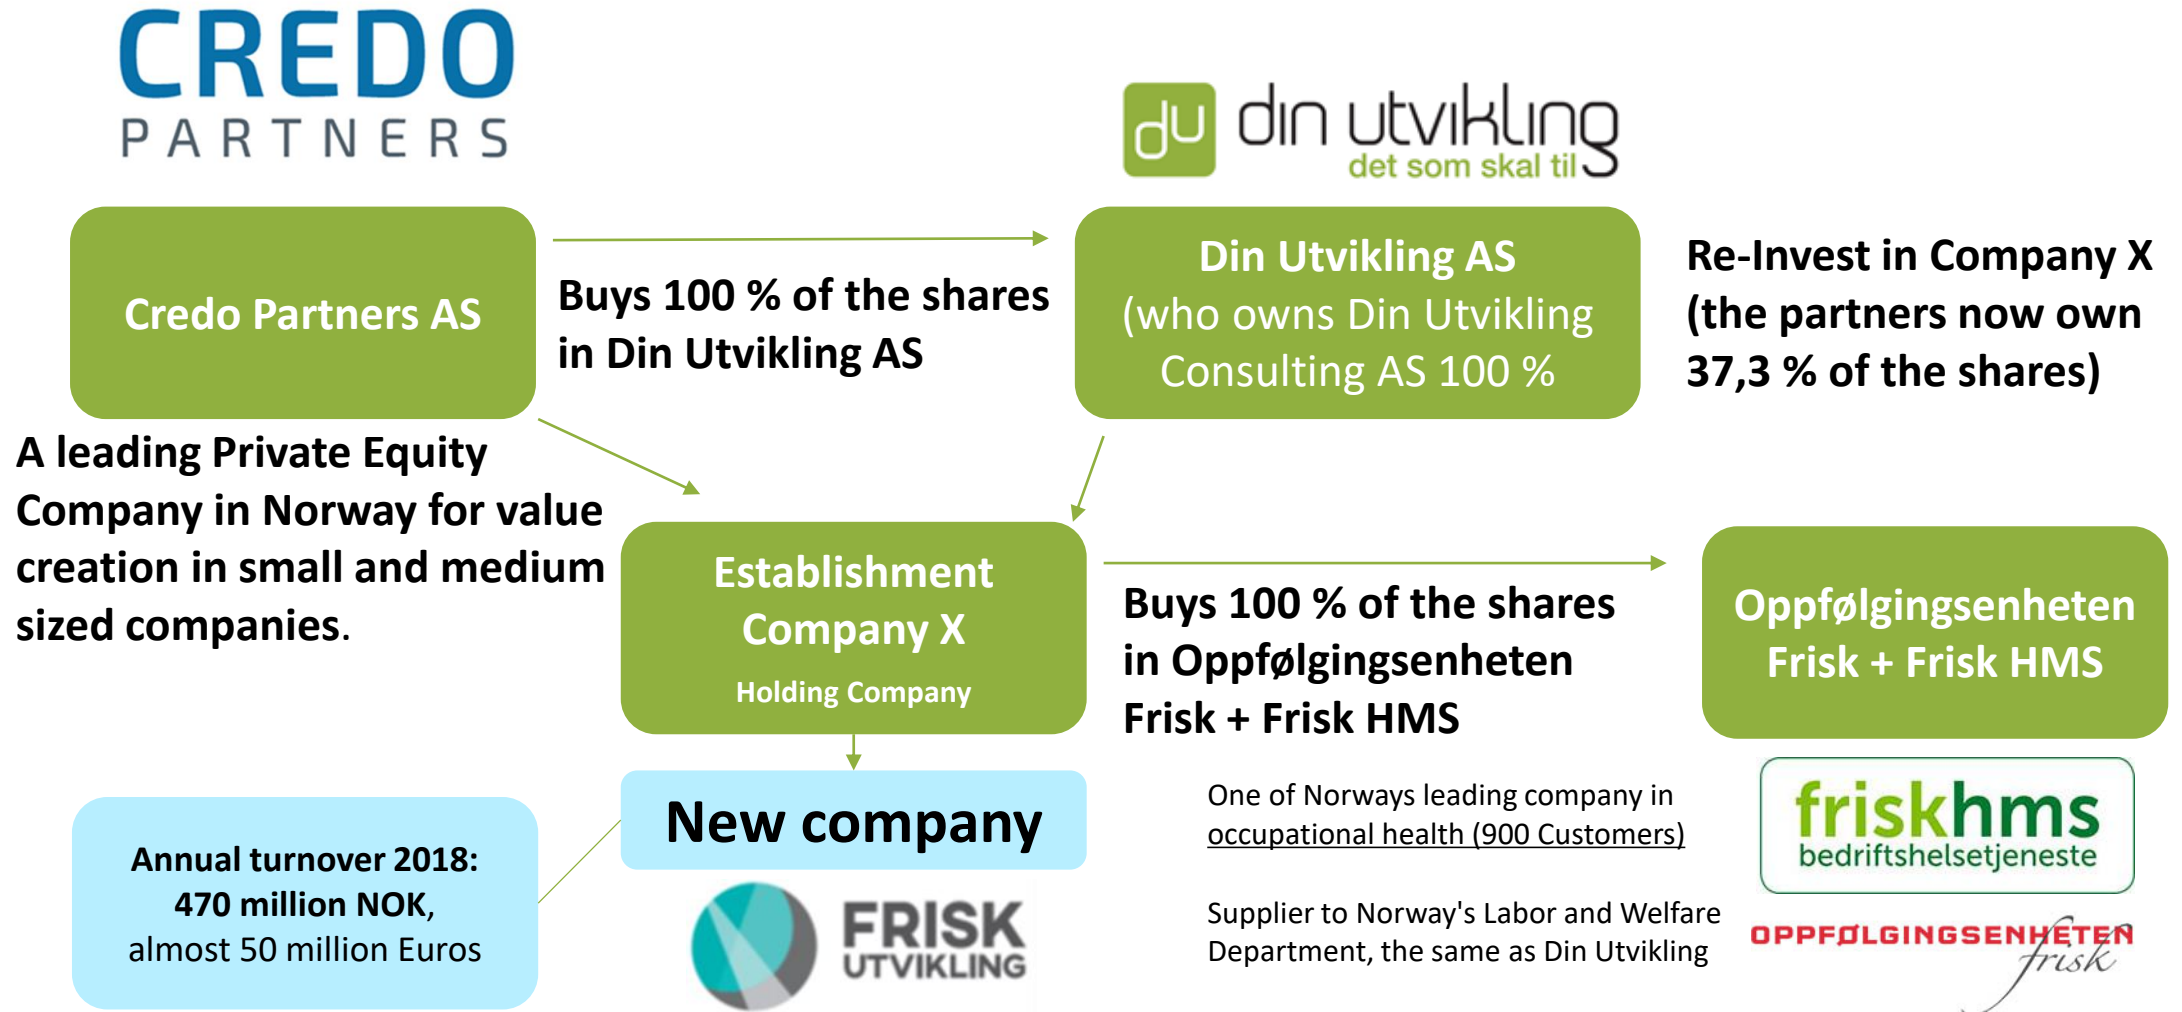 CREDO
PARTNERS
du din utvikling
det som skal til
Credo Partners AS
Buys 100 % of the shares
in Din Utvikling AS
Din Utvikling AS
(who owns Din Utvikling
Consulting AS 100 %
Re-Invest in Company X
(the partners now own
37,3 % of the shares)
A leading Private Equity
Company in Norway for value
creation in small and medium
sized companies.
Establishment
Company X
Holding Company
Buys 100 % of the shares
in Oppfølgingsenheten
Frisk + Frisk HMS
Oppfølgingsenheten
Frisk + Frisk HMS
New company
Annual turnover 2018:
470 million NOK,
almost 50 million Euros
FRISK
UTVIKLING
One of Norways leading company in
occupational health (900 Customers)
Supplier to Norway's Labor and Welfare
Department, the same as Din Utvikling
friskhms
bedriftshelsetjeneste
OPPFØLGINGSENHETEN
frisk